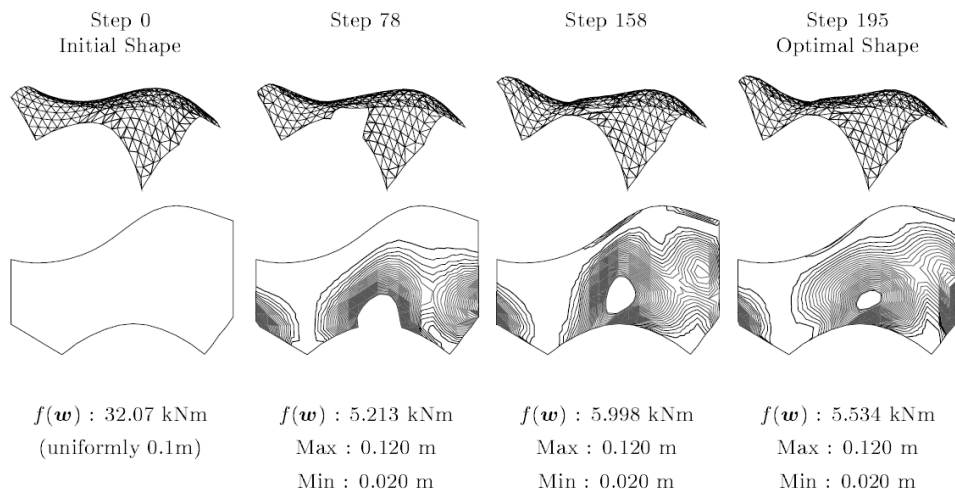 Step 0
Initial Shape
Step 78
Step 158
Step 195
Optimal Shape
f(w) : 32.07 kNm
(uniformly 0.1m)
f(w) : 5.213 kNm
Max : 0.120 m
Min : 0.020 m
f(w) : 5.998 kNm
Max : 0.120 m
Min : 0.020 m
f(w) : 5.534 kNm
Max : 0.120 m
Min : 0.020 m